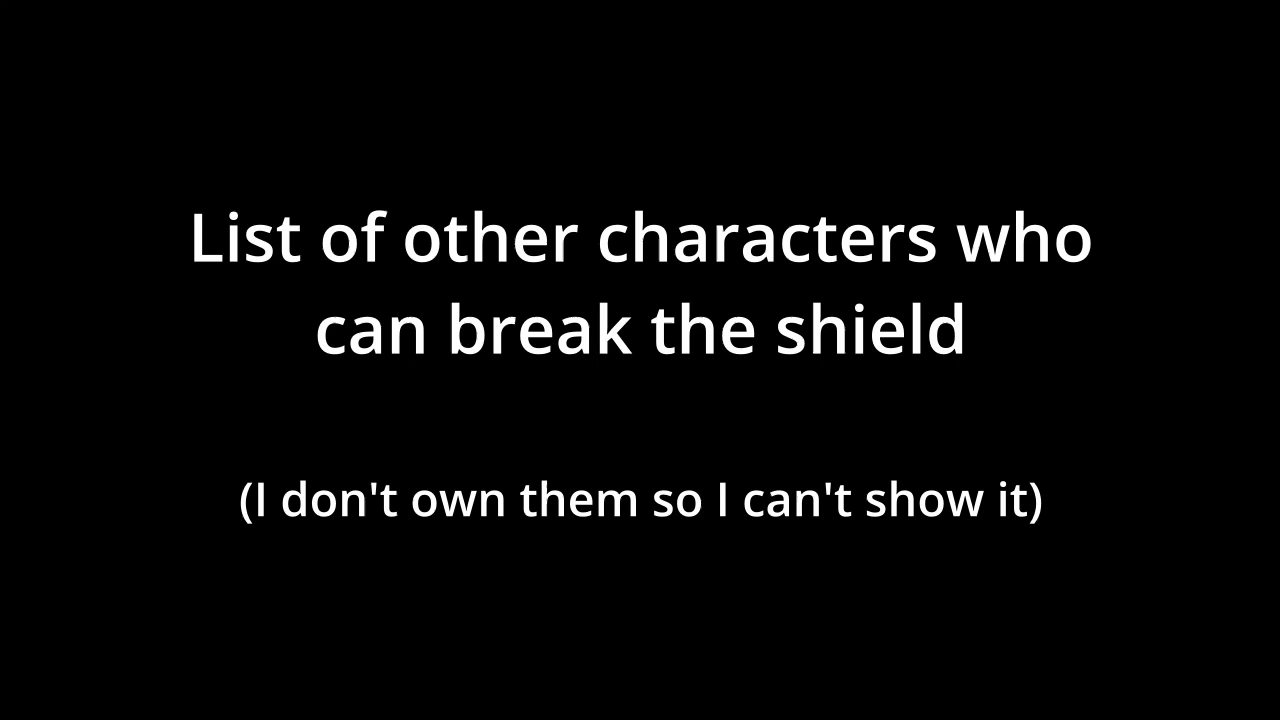 List of other characters who
can break the shield
(I don't own them so I can't show it)